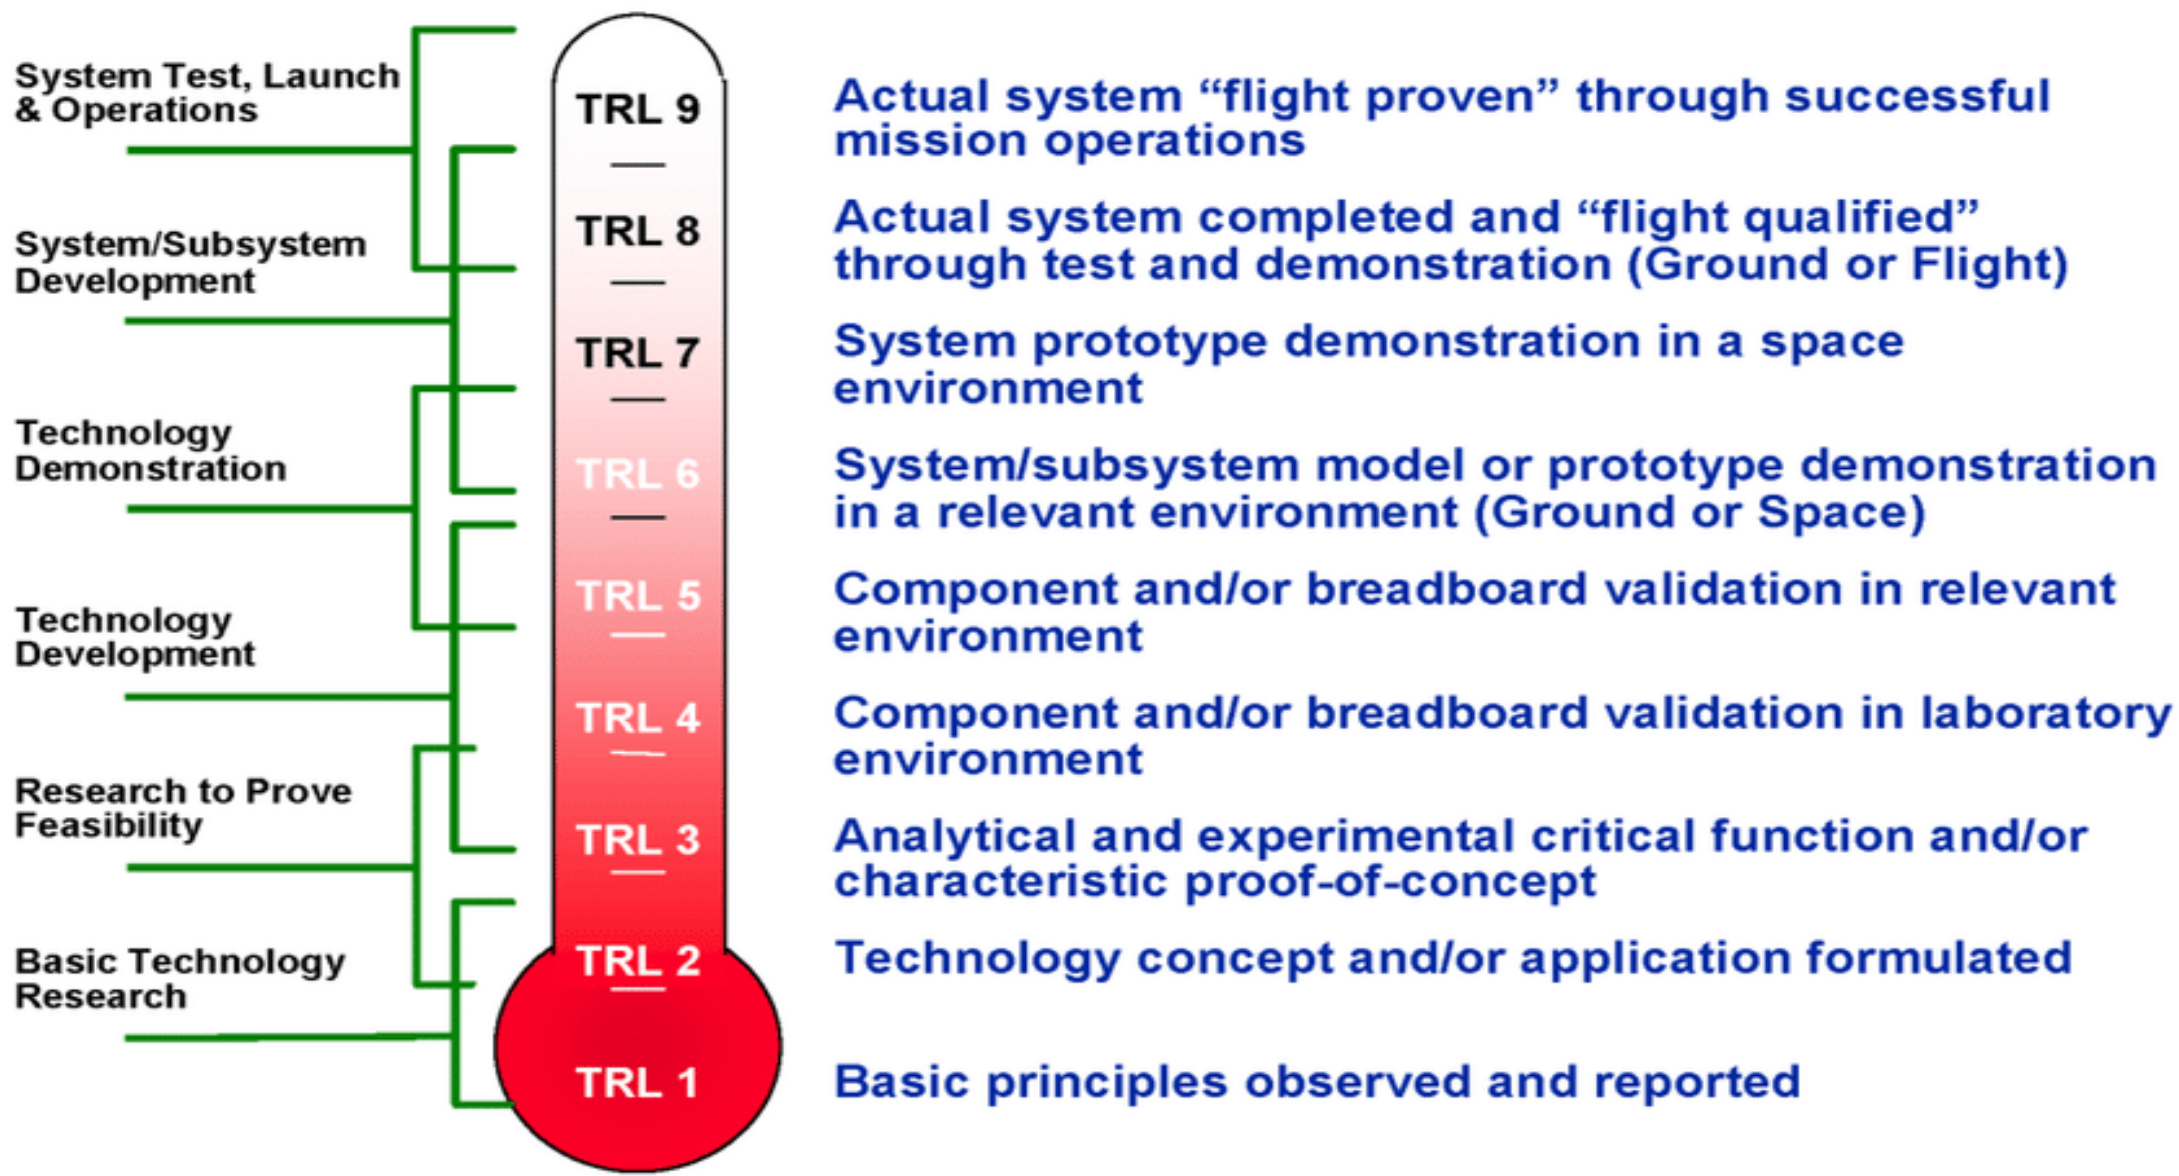 System Test, Launch
& Operations
System/Subsystem
Development
Technology
Demonstration
Technology
Development
Research to Prove
Feasibility
Basic Technology
Research
TRL 9
TRL 8
TRL 7
TRL 6
TRL 5
TRL 4
TRL 3
TRL 2
TRL 1
Actual system “flight proven” through successful
mission operations
Actual system completed and “flight qualified”
through test and demonstration (Ground or Flight)
System prototype demonstration in a space
environment
System/subsystem model or prototype demonstration
in a relevant environment (Ground or Space)
Component and/or breadboard validation in relevant
environment
Component and/or breadboard validation in laboratory
environment
Analytical and experimental critical function and/or
characteristic proof-of-concept
Technology concept and/or application formulated
Basic principles observed and reported